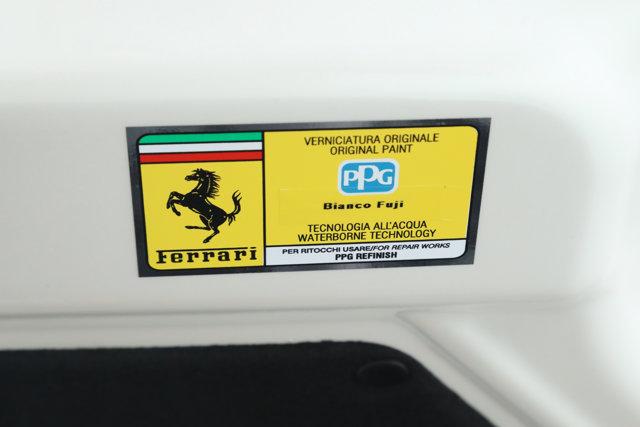 Ferrari
VERNICIATURA ORIGINALE
ORIGINAL PAINT
PPG
Bianco Fuji
TECNOLOGIA ALL'ACQUA
WATERBORNE TECHNOLOGY
PER RITOCCHI USARE/FOR REPAIR WORKS
PPG REFINISH